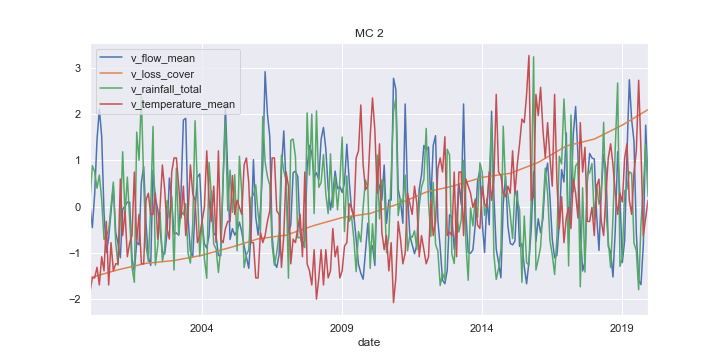 MC 2
v_flow_mean
v_loss_cover
v_rainfall_total
v_temperature_mean
3
2
1
0
−1
−2
2004
2009
2014
2019
date